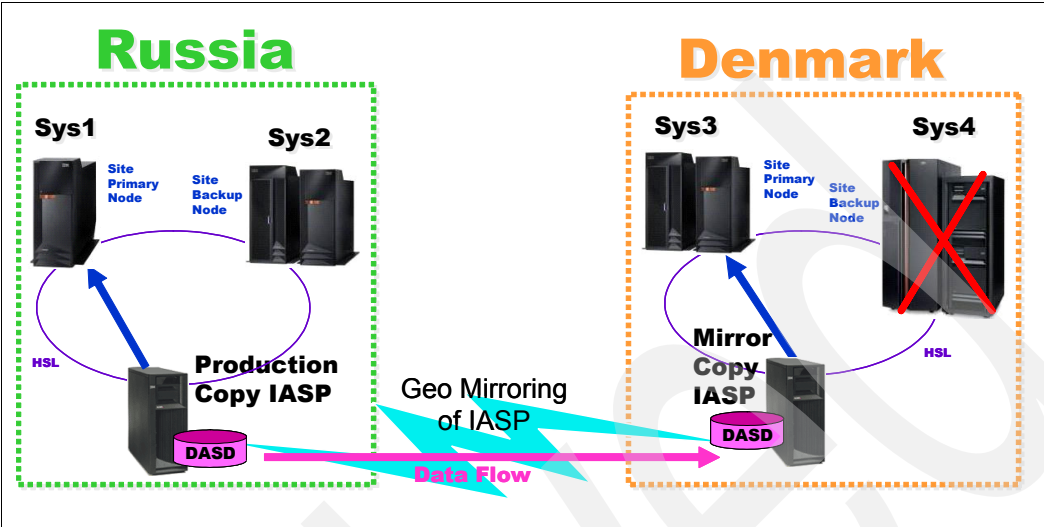 Russia
Sys1
Sys2
Site
Primary
Node
Site
Backup
Node
HSL
Production
Copy IASP
DASD
Geo Mirroring
of IASP
Data Flow
Denmark
Sys3
Sys4
Site
Primary
Node
Site
Backup
Node
HSL
Mirror
Copy
IASP
DASD